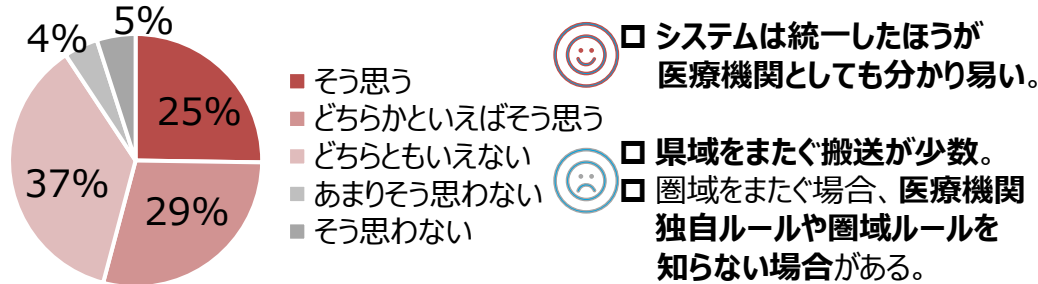 5%
4%
25%
37%
29%
■ そう思う
■ どちらかといえばそう思う
■ どちらともいえない
■ あまりそう思わない
■ そう思わない
□ システムは統一したほうが
医療機関としても分かり易い。
□ 県域をまたぐ搬送が少数。
□ 圏域をまたぐ場合、医療機関
独自ルールや圏域ルールを
知らない場合がある。